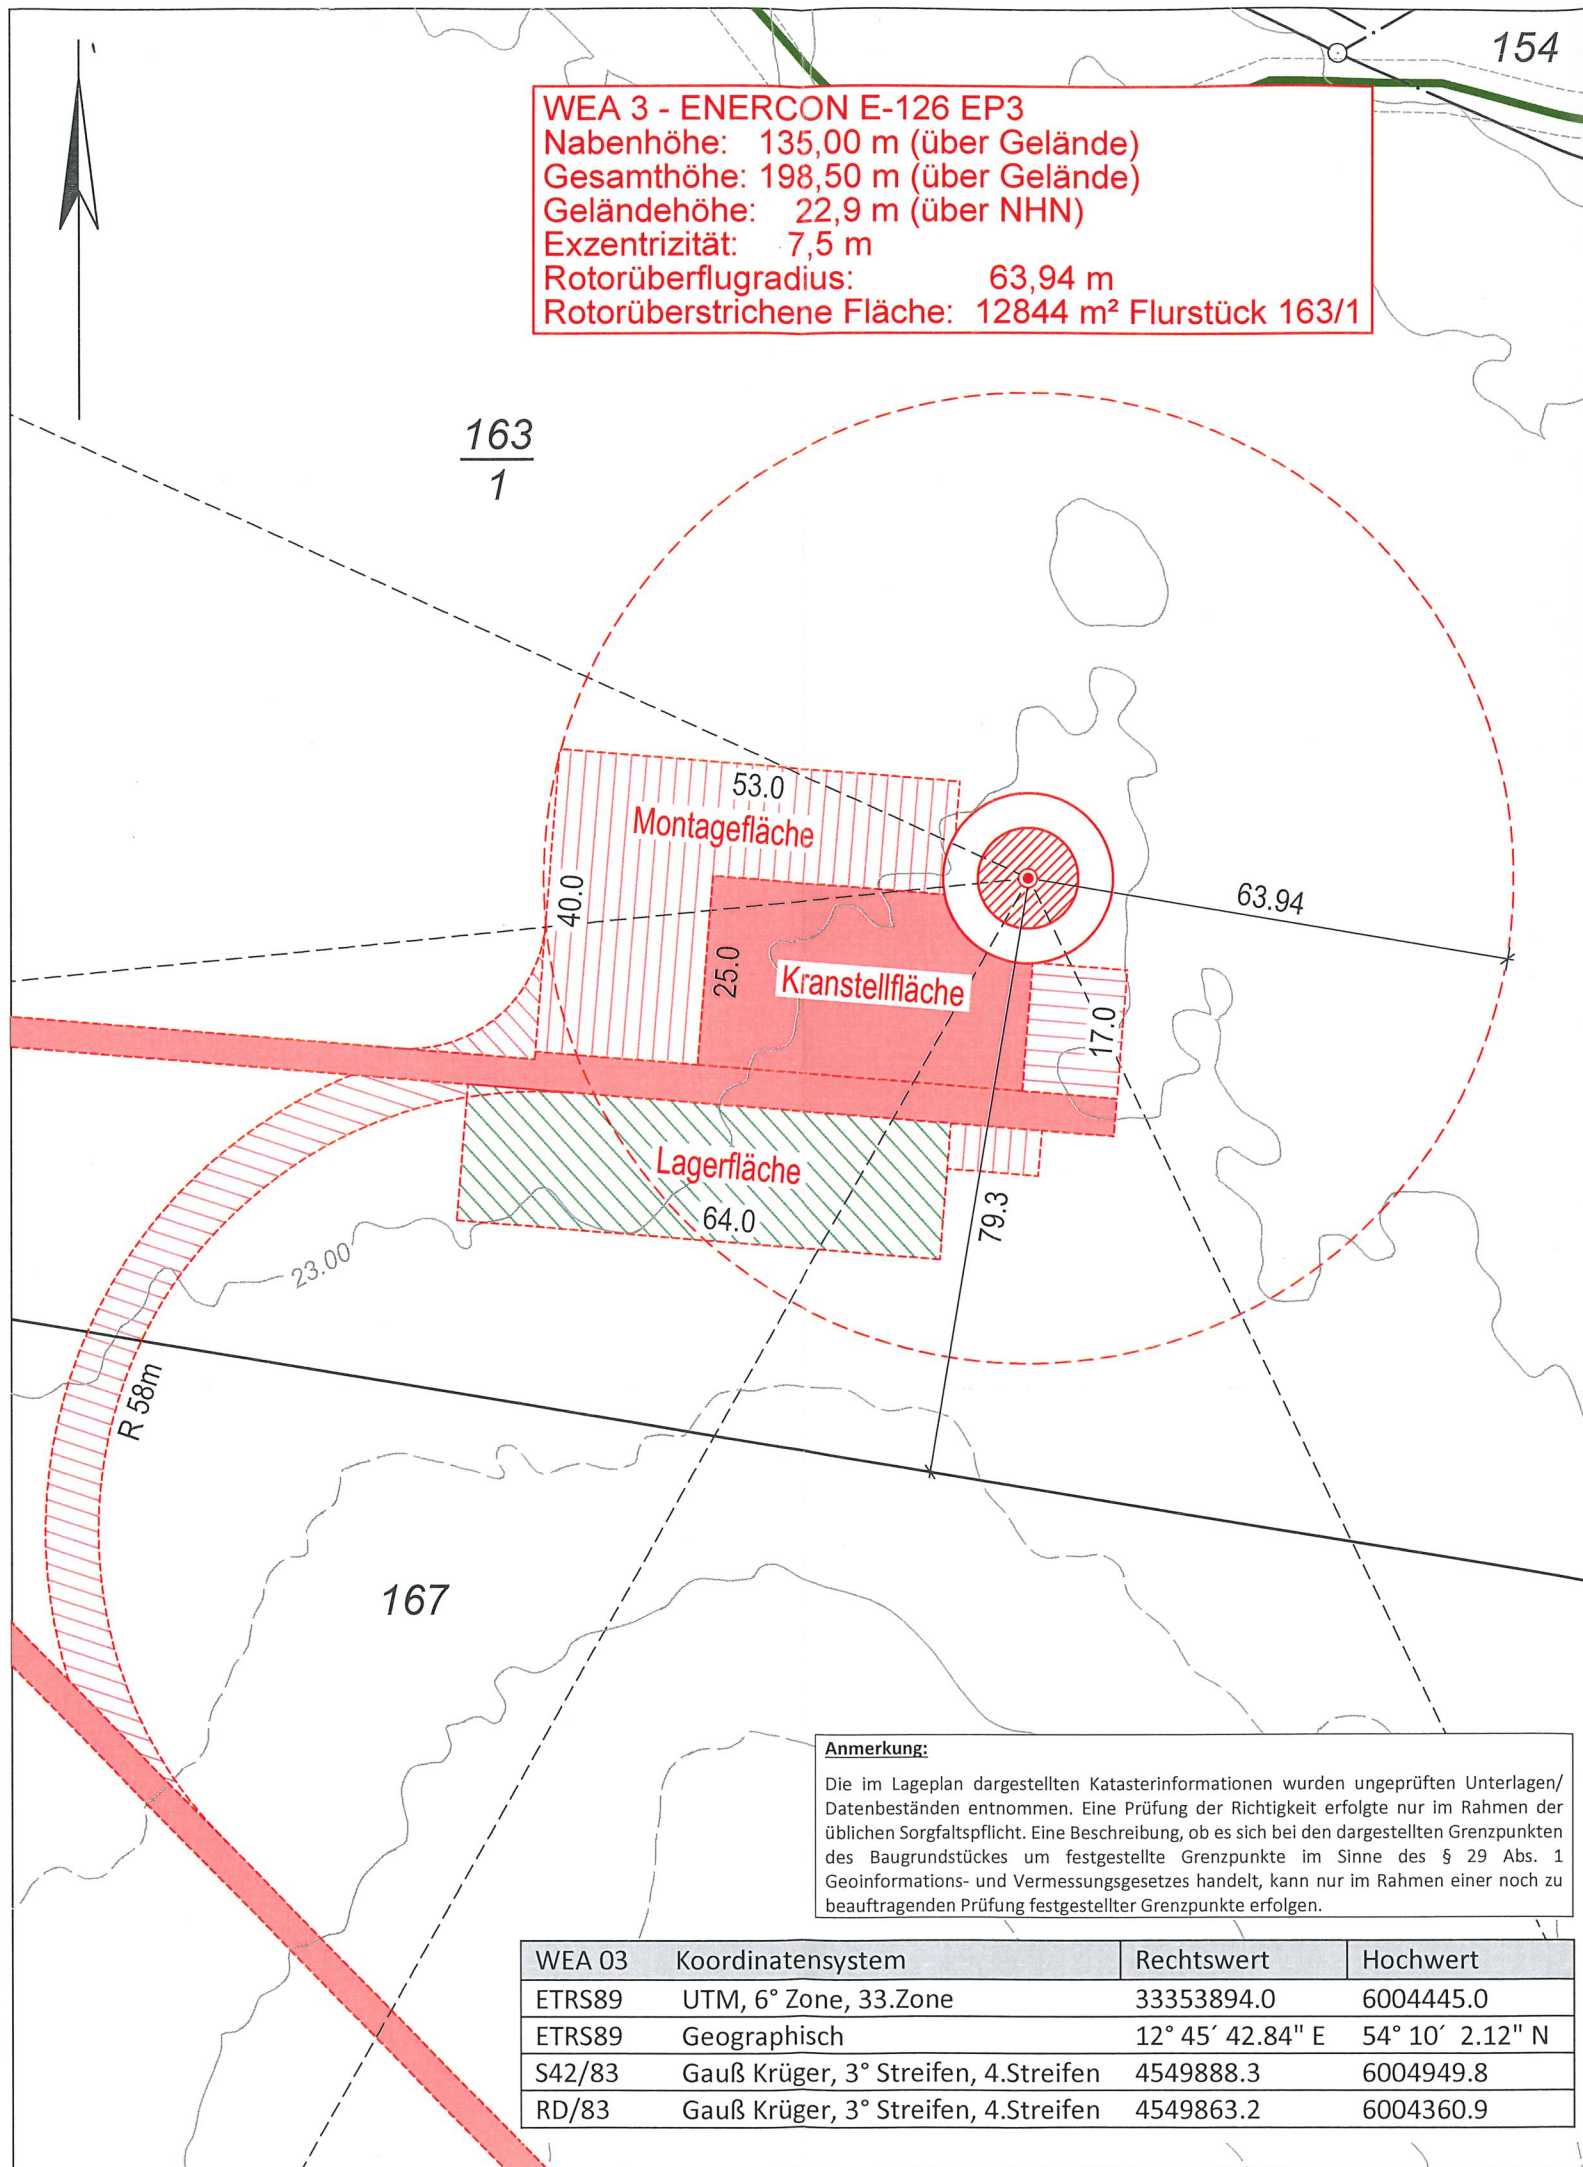 154
WEA 3 - ENERCON E-126 EP3
Nabenhöhe: 135,00 m (über Gelände)
Gesamthöhe: 198,50 m (über Gelände)
Geländehöhe: 22,9 m (über NHN)
Exzentrizität: 7,5 m
Rotorüberflugradius: 63,94 m
Rotorüberstrichene Fläche: 12844 m² Flurstück 163/1
163
1
53.0
Montagefläche
40.0
63.94
25.0
Kranstellfläche
17.0
Lagerfläche
64.0
79.3
23.00
R 58m
167
Anmerkung:
Die im Lageplan dargestellten Katasterinformationen wurden ungeprüften Unterlagen/
Datenbeständen entnommen. Eine Prüfung der Richtigkeit erfolgte nur im Rahmen der
üblichen Sorgfaltspflicht. Eine Beschreibung, ob es sich bei den dargestellten Grenzpunkten
des Baugrundstückes um festgestellte Grenzpunkte im Sinne des § 29 Abs. 1
Geoinformations- und Vermessungsgesetzes handelt, kann nur im Rahmen einer noch zu
beauftragenden Prüfung festgestellter Grenzpunkte erfolgen.
WEA 03 Koordinatensystem Rechtswert Hochwert
ETRS89 UTM, 6° Zone, 33.Zone 33353894.0 6004445.0
ETRS89 Geographisch 12° 45´ 42.84" E 54° 10´ 2.12" N
S42/83 Gauß Krüger, 3° Streifen, 4.Streifen 4549888.3 6004949.8
RD/83 Gauß Krüger, 3° Streifen, 4.Streifen 4549863.2 6004360.9